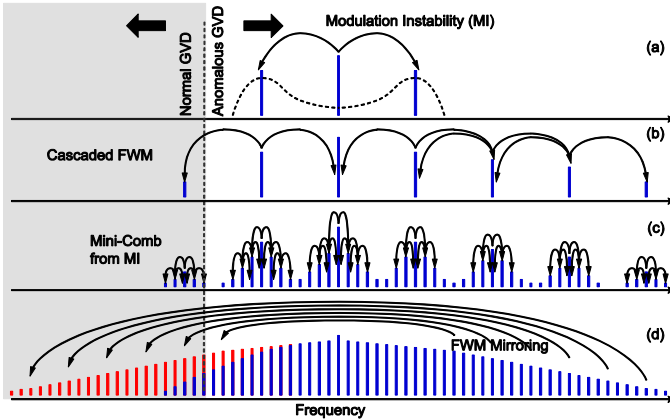 Modulation Instability (MI)
(a)
Normal GVD
Anomalous GVD
(b)
Cascaded FWM
(c)
Mini-Comb
from MI
(d)
FWM Mirroring
Frequency